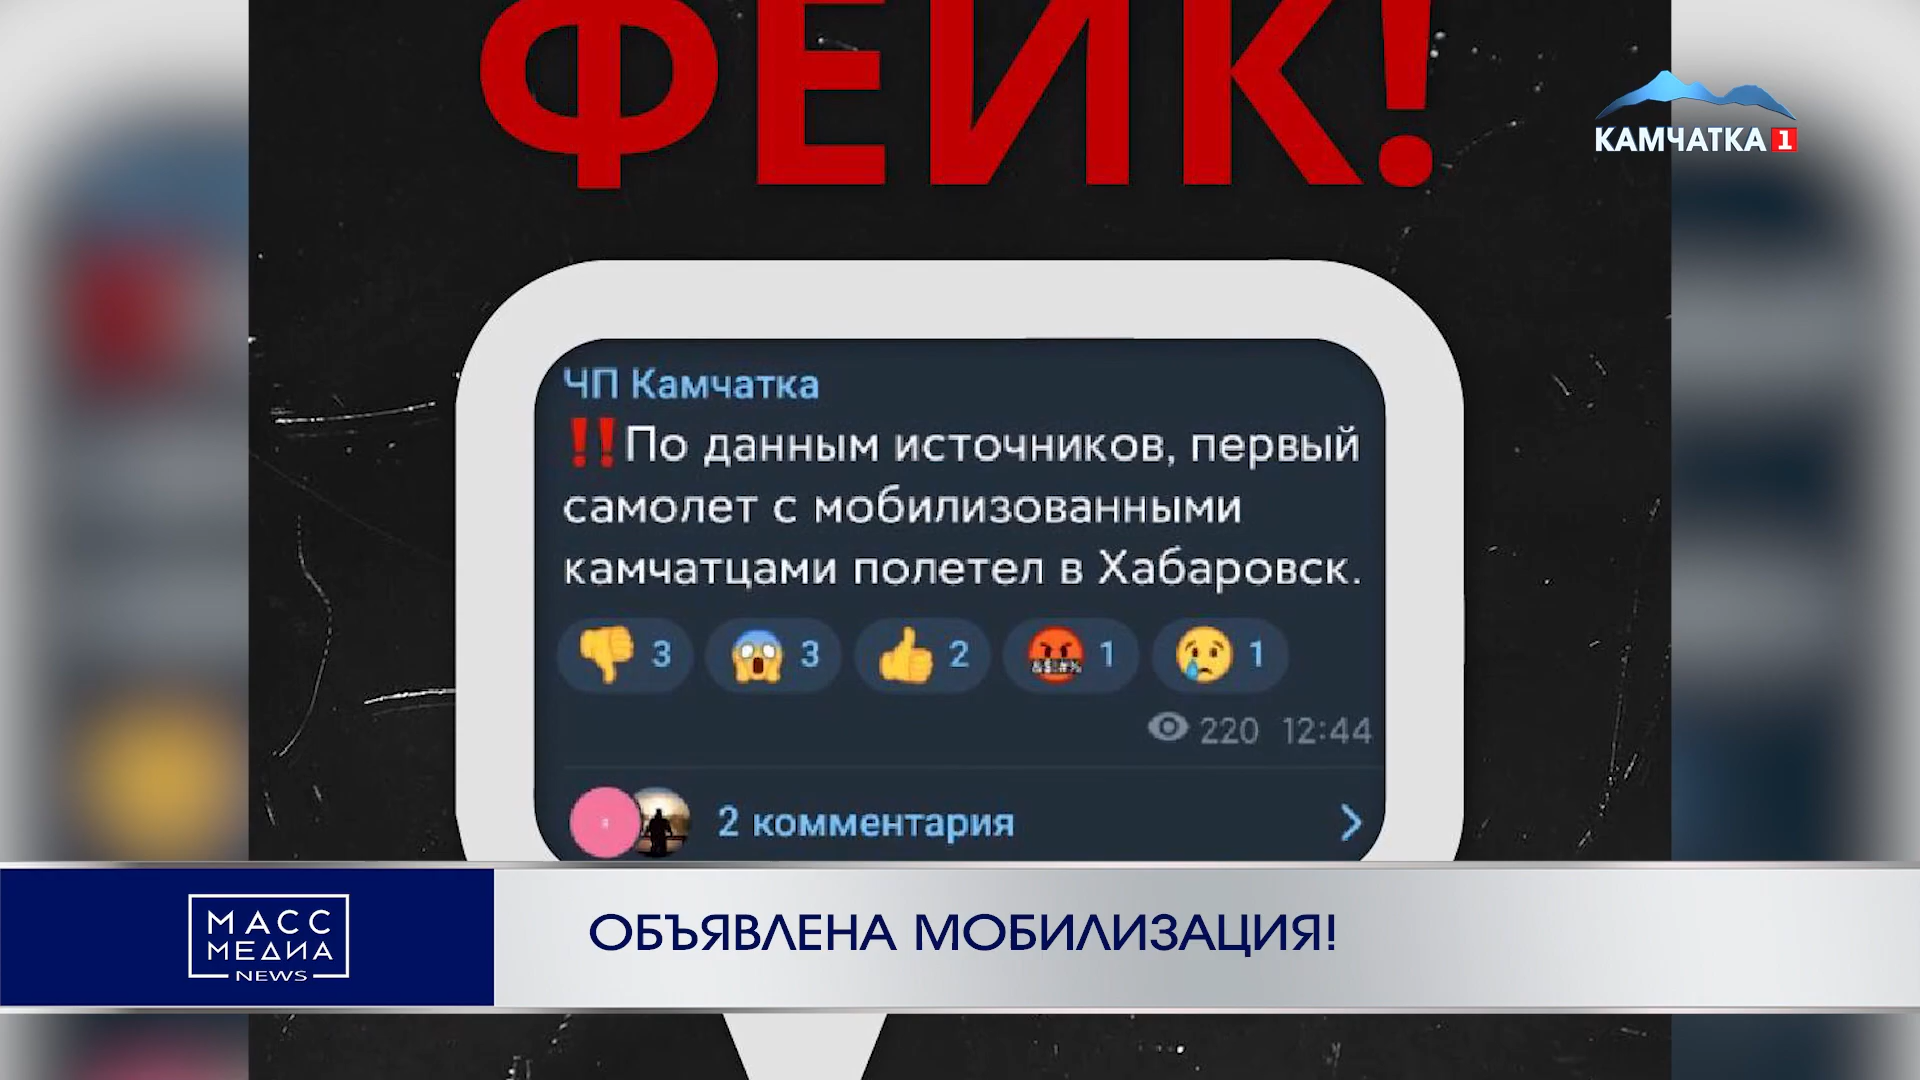 ФЕЙК!
КАМЧАТКА 1
ЧП Камчатка
‼️По данным источников, первый
самолет с мобилизованными
камчатцами полетел в Хабаровск.
3 3 2 1 1
220 12:44
2 комментария
МАСС
МЕДИА
NEWS
ОБЪЯВЛЕНА МОБИЛИЗАЦИЯ!